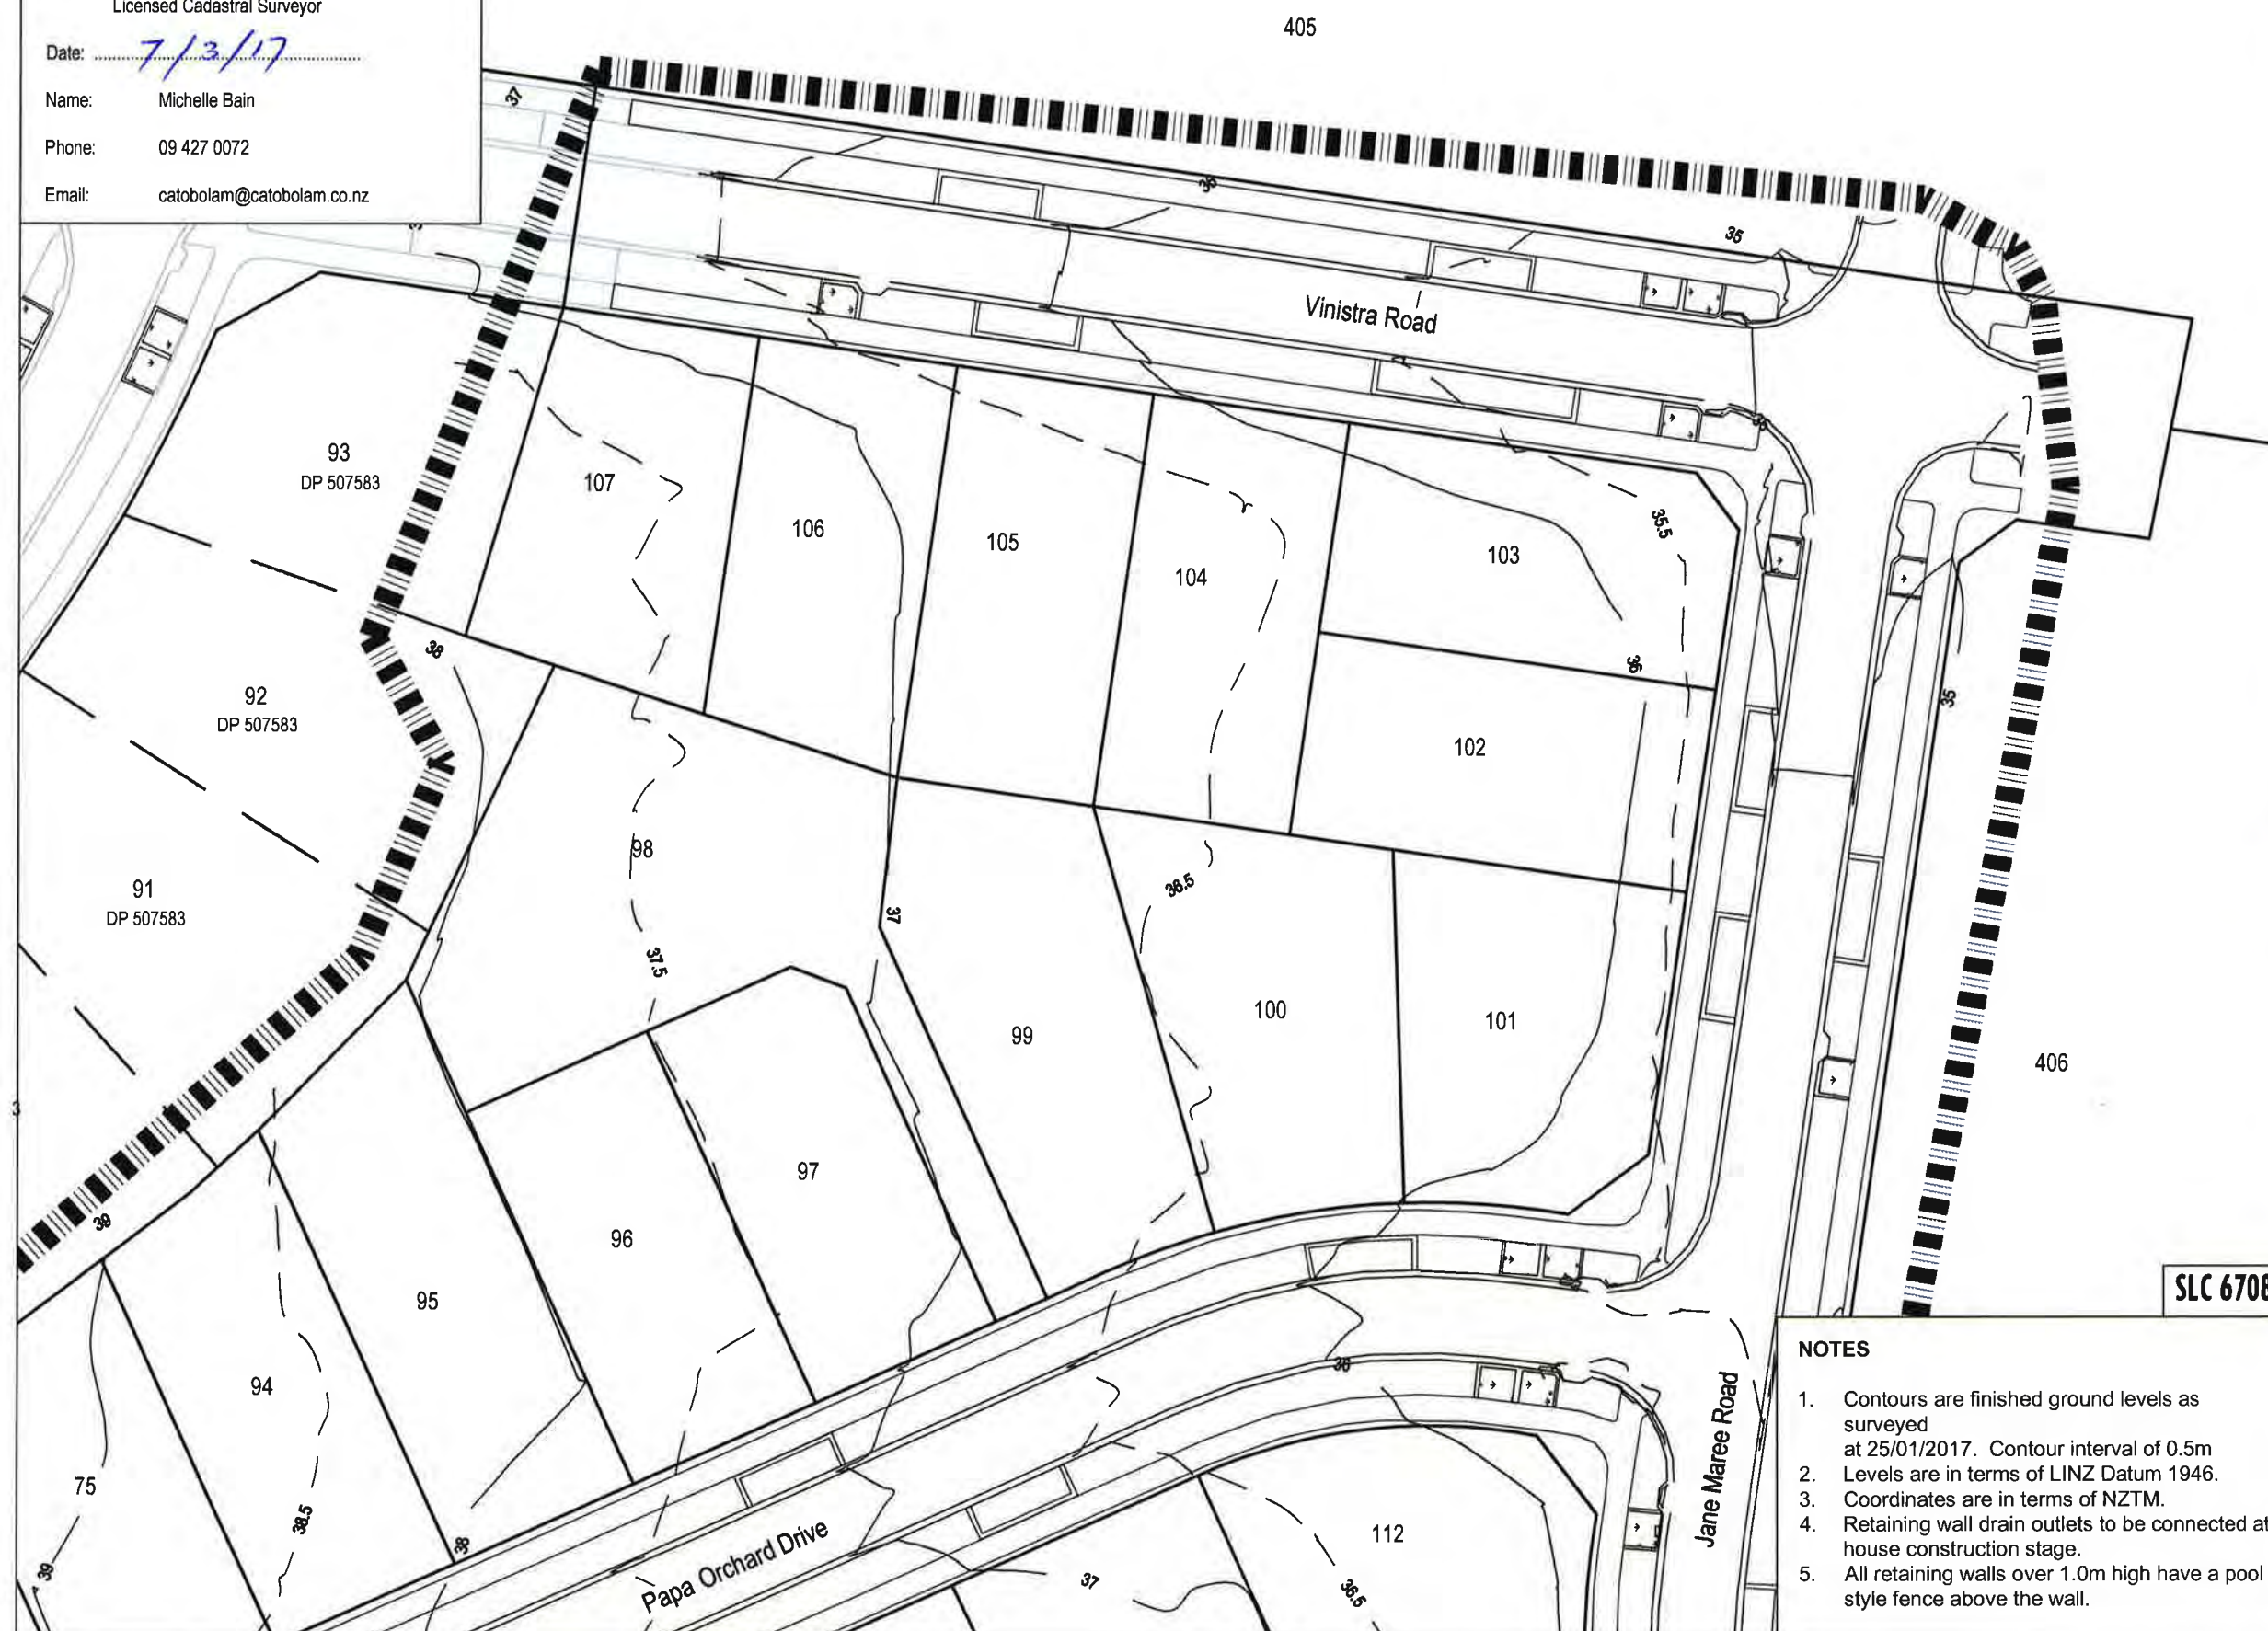 Licensed Cadastral Surveyor
Date: 7/3/17
Name: Michelle Bain
Phone: 09 427 0072
Email: catobolam@catobolam.co.nz
405
37
36
35
Vinistra Road
93
DP 507583
107
106
105
104
103
35.5
38
92
DP 507583
36
35
102
98
91
DP 507583
36.5
37
37.5
99
100
101
406
3
97
39
96
95
94
SLC 6708
36
75
38.5
38
39
Papa Orchard Drive
37
36.5
112
Jane Maree Road
NOTES
1. Contours are finished ground levels as
surveyed
at 25/01/2017. Contour interval of 0.5m
2. Levels are in terms of LINZ Datum 1946.
3. Coordinates are in terms of NZTM.
4. Retaining wall drain outlets to be connected at
house construction stage.
5. All retaining walls over 1.0m high have a pool
style fence above the wall.